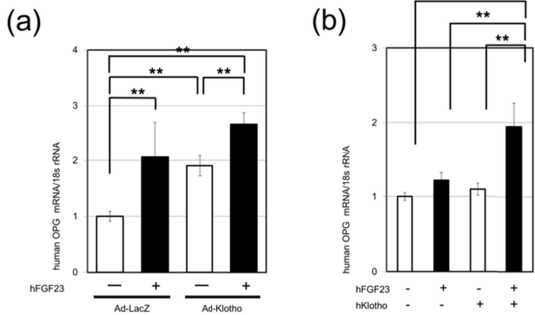 (a)
(b)
**
**
**
**
**
**
4
3
2
1
0
human OPG mRNA/18s rRNA
hFGF23 — + — +
Ad-LacZ Ad-Klotho
3
2
1
0
human OPG mRNA/18s rRNA
hFGF23 - + - +
hKlotho - - + +